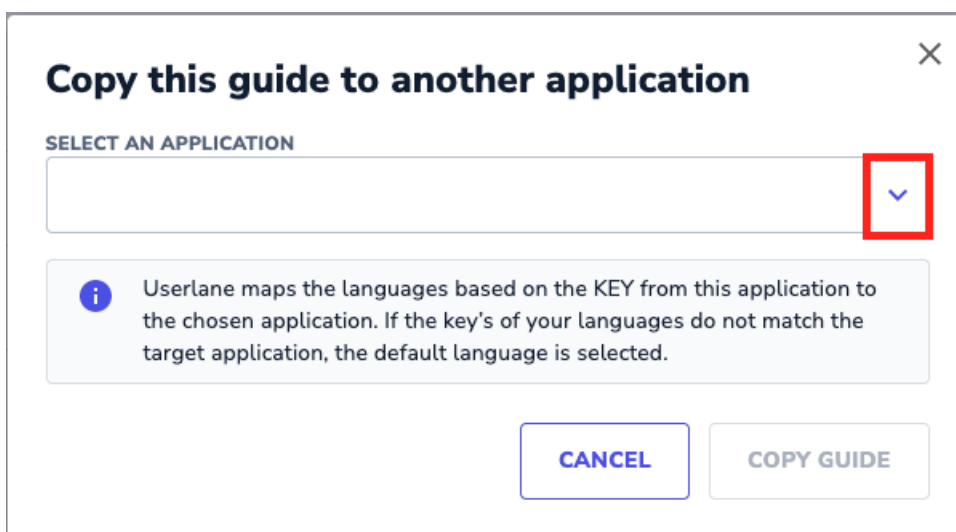 Copy this guide to another application
SELECT AN APPLICATION
Userlane maps the languages based on the KEY from this application to
the chosen application. If the key's of your languages do not match the
target application, the default language is selected.
CANCEL
COPY GUIDE